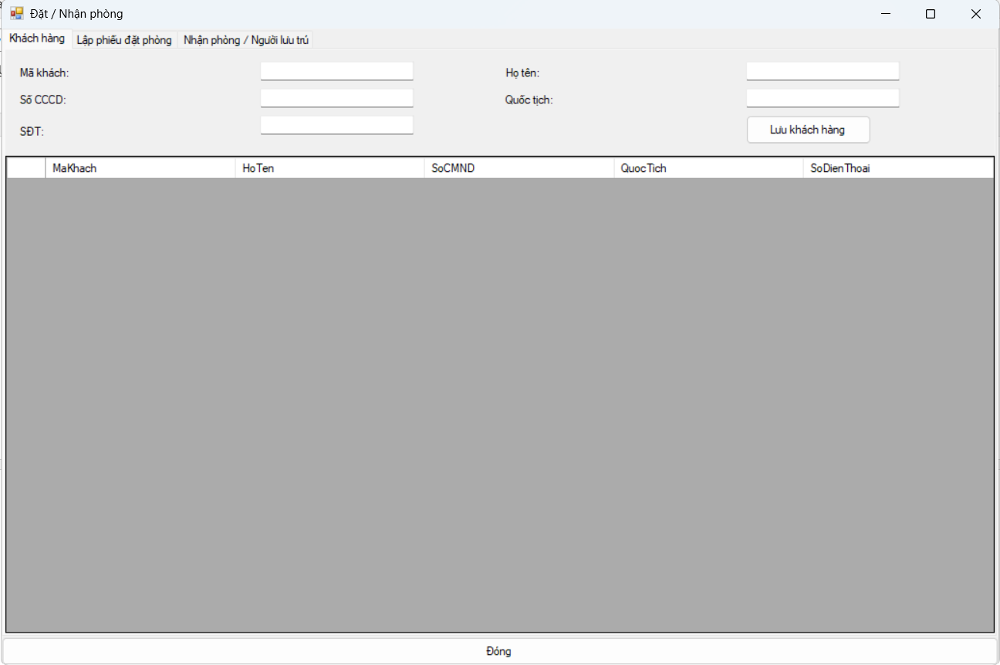 Đặt / Nhận phòng
Khách hàng Lập phiếu đặt phòng Nhận phòng / Người lưu trú
Mã khách: Họ tên:
Số CCCD: Quốc tịch:
SĐT: Lưu khách hàng
MaKhach HoTen SoCMND QuocTich SoDienThoai
Đóng